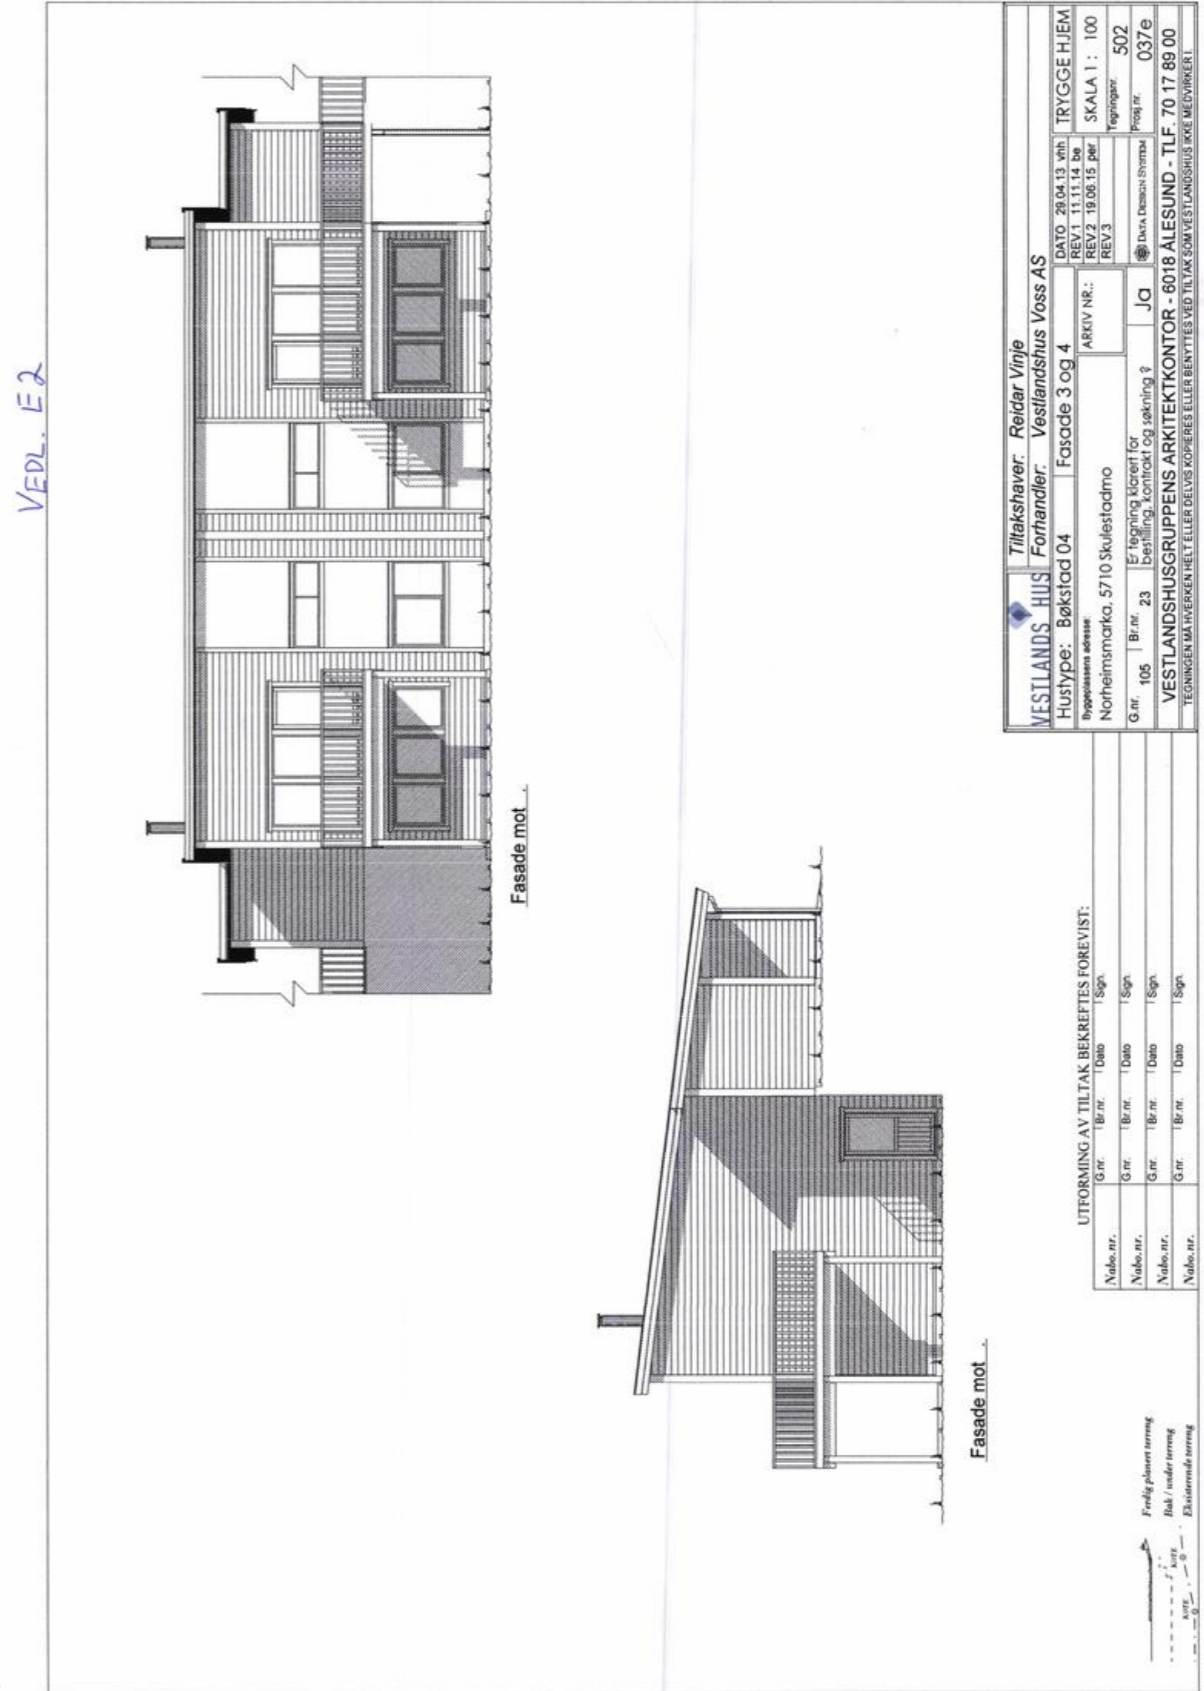 VEDL. E2
Fasade mot .
Fasade mot .
UTFORMING AV TILTAK BEKREFTES FOREVIST:
Nabo.nr. G.nr. Br.nr. Dato Sign.
Nabo.nr. G.nr. Br.nr. Dato Sign.
Nabo.nr. G.nr. Br.nr. Dato Sign.
Nabo.nr. G.nr. Br.nr. Dato Sign.
Ferdig planert terreng
Bak / under terreng
KOTE KOTE Eksisterende terreng
VESTLANDS HUS
Tiltakshaver: Reidar Vinje
Forhandler: Vestlandshus Voss AS
Hustype: Bøkstad 04 Fasade 3 og 4
DATO 29.04.13 vhh TRYGGE HJEM
REV.1 11.11.14 be
REV.2 19.06.15 per
REV.3
SKALA 1 : 100
Byggeplassens adresse:
Norheimsmarka, 5710 Skulestadmo
ARKIV NR.:
Tegningsnr. 502
G.nr. 105 Br.nr. 23
Er tegning klarert for
bestilling, kontrakt og søkning ? Ja
DATA DESIGN SYSTEM
Prosj.nr. 037e
VESTLANDSHUSGRUPPENS ARKITEKTKONTOR - 6018 ÅLESUND - TLF. 70 17 89 00
TEGNINGEN MÅ HVERKEN HELT ELLER DELVIS KOPIERES ELLER BENYTTES VED TILTAK SOM VESTLANDSHUS IKKE MEDVIRKER I.